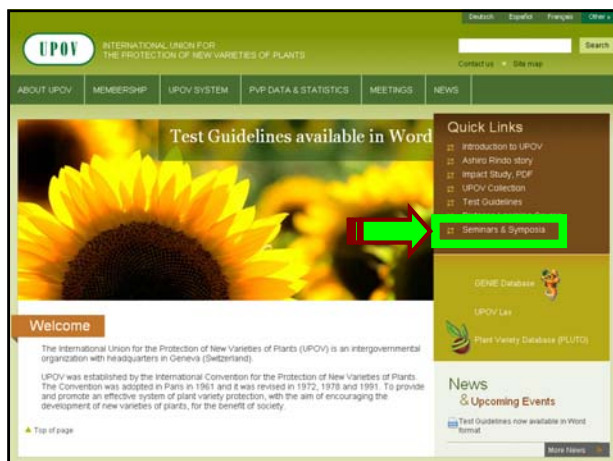 Deutsch Español Français Other »
UPOV
INTERNATIONAL UNION FOR
THE PROTECTION OF NEW VARIETIES OF PLANTS
Search
Contact us Site map
ABOUT UPOV MEMBERSHIP UPOV SYSTEM PVP DATA & STATISTICS MEETINGS NEWS
Test Guidelines available in Word
Quick Links
Introduction to UPOV
Ashiro Rindo story
Impact Study, PDF
UPOV Collection
Test Guidelines
Seminars & Symposia
GENIE Database
UPOV Lex
Plant Variety Database (PLUTO)
Welcome
The International Union for the Protection of New Varieties of Plants (UPOV) is an intergovernmental
organization with headquarters in Geneva (Switzerland).
UPOV was established by the International Convention for the Protection of New Varieties of Plants.
The Convention was adopted in Paris in 1961 and it was revised in 1972, 1978 and 1991. To provide
and promote an effective system of plant variety protection, with the aim of encouraging the
development of new varieties of plants, for the benefit of society.
Top of page
News
& Upcoming Events
Test Guidelines now available in Word
format
More News